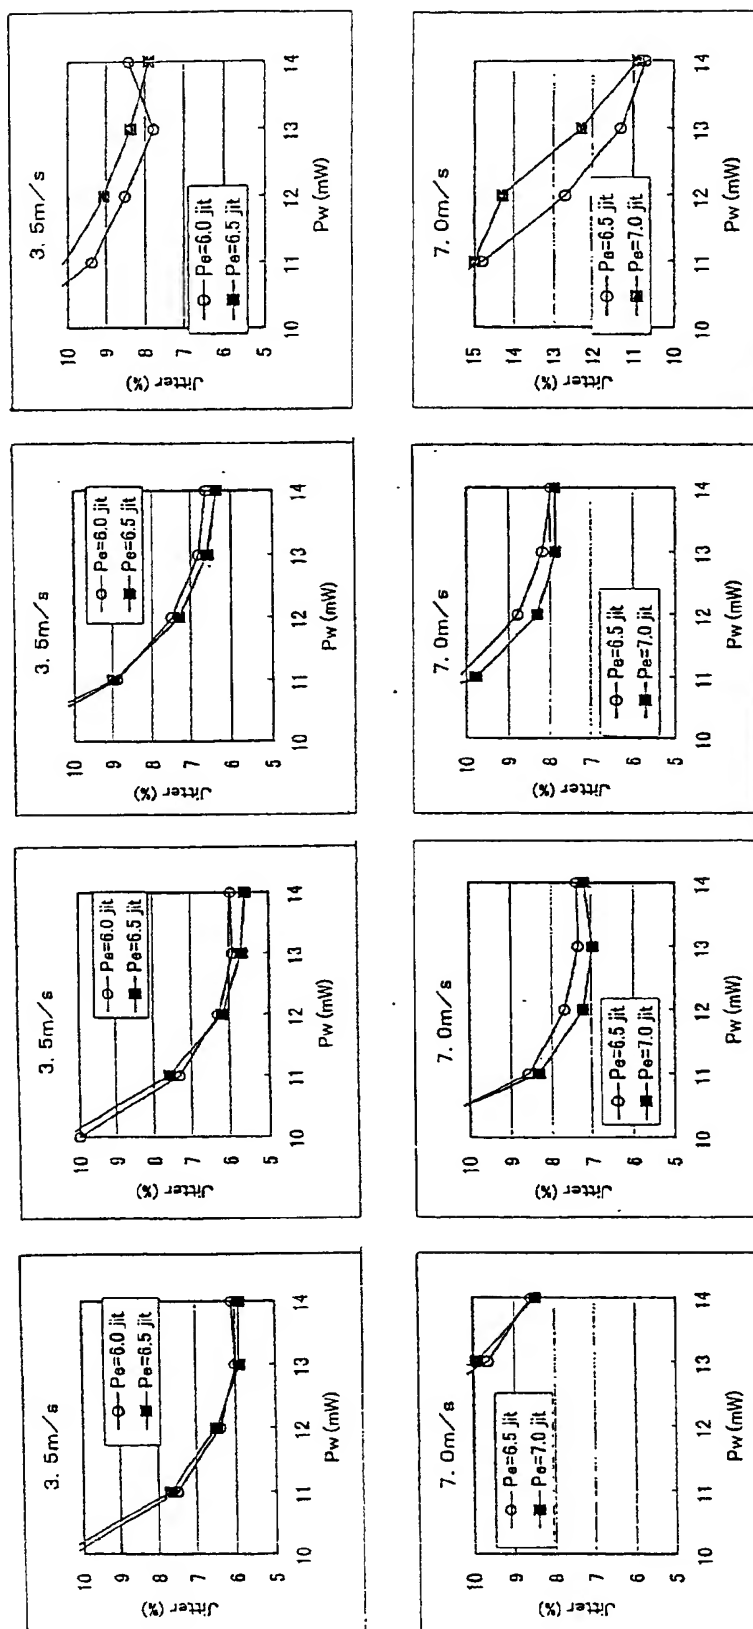 3. 5m/s
Jitter (%)
10
9
8
7
6
5
Pe=6.0 jit
Pe=6.5 jit
10 11 12 13 14
Pw (mW)
3. 5m/s
Jitter (%)
10
9
8
7
6
5
Pe=6.0 jit
Pe=6.5 jit
10 11 12 13 14
Pw (mW)
3. 5m/s
Jitter (%)
10
9
8
7
6
5
Pe=6.0 jit
Pe=6.5 jit
10 11 12 13 14
Pw (mW)
3. 5m/s
Jitter (%)
10
9
8
7
6
5
Pe=6.0 jit
Pe=6.5 jit
10 11 12 13 14
Pw (mW)
7. 0m/s
Jitter (%)
10
9
8
7
6
5
Pe=6.5 jit
Pe=7.0 jit
10 11 12 13 14
Pw (mW)
7. 0m/s
Jitter (%)
10
9
8
7
6
5
Pe=6.5 jit
Pe=7.0 jit
10 11 12 13 14
Pw (mW)
7. 0m/s
Jitter (%)
10
9
8
7
6
5
Pe=6.5 jit
Pe=7.0 jit
10 11 12 13 14
Pw (mW)
7. 0m/s
Jitter (%)
15
14
13
12
11
10
Pe=6.5 jit
Pe=7.0 jit
10 11 12 13 14
Pw (mW)